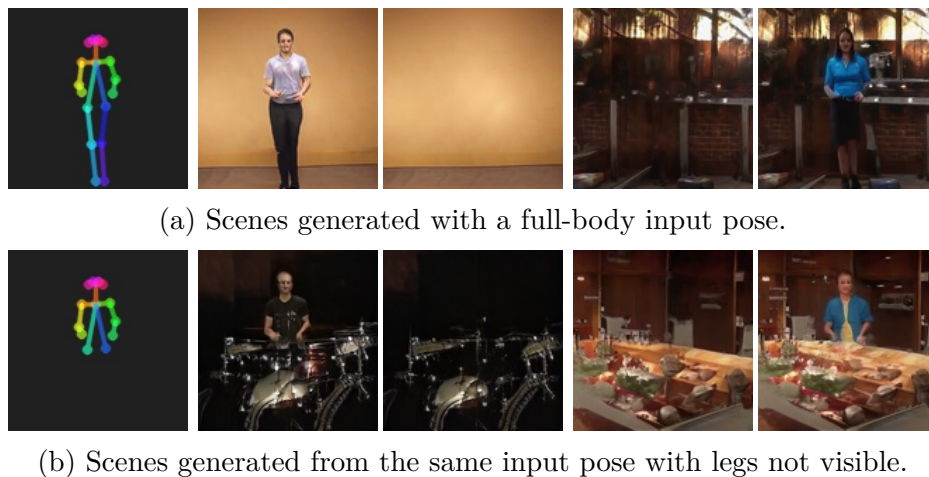 (a) Scenes generated with a full-body input pose.
(b) Scenes generated from the same input pose with legs not visible.